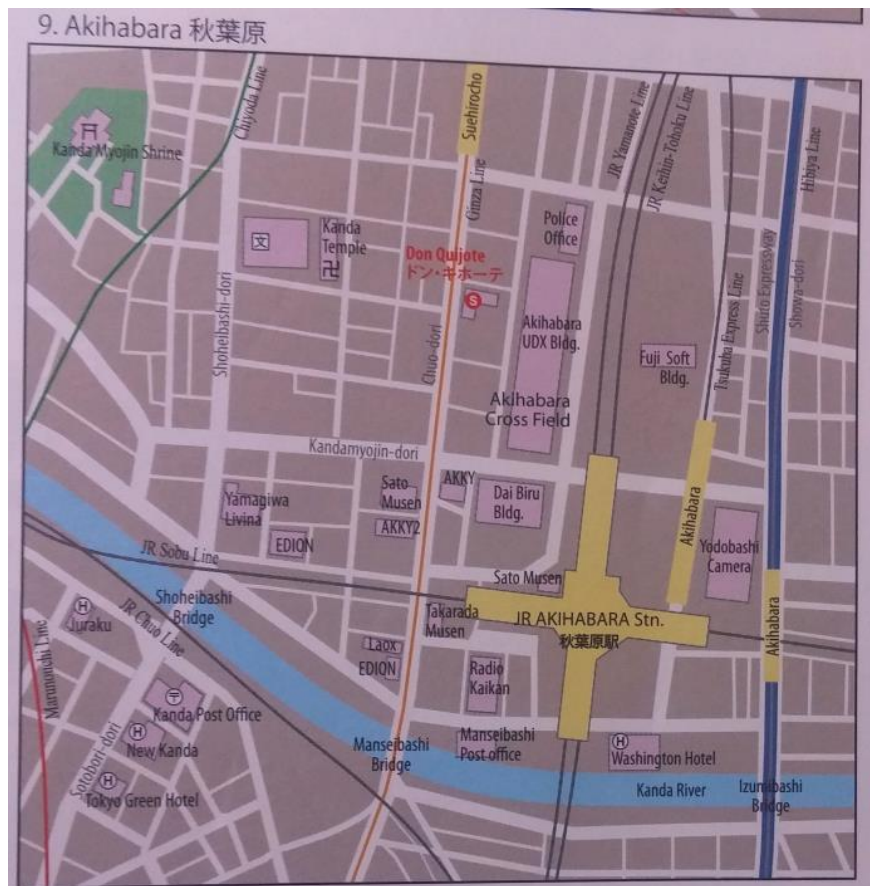 9. Akihabara 秋葉原
Chiyoda Line
Suehirocho
Ginza Line
JR Yamanote Line
JR Keihin-Tohoku Line
Hibiya Line
Kanda Myojin Shrine
文
Kanda
Temple
卍
Police
Office
Don Quijote
ドン・キホーテ
S
Shoheibashi-dori
Chuo-dori
Akihabara
UDX Bldg.
Fuji Soft
Bldg.
Tsukuba Express Line
Shuto Expressway
Showa-dori
Akihabara
Cross Field
Kandamyojin-dori
Yamagiwa
Livina
Sato
Musen
AKKY
Dai Biru
Bldg.
AKKY2
EDION
Akihabara
Yodobashi
Camera
JR Sobu Line
Sato Musen
Shoheibashi
Bridge
H
Juraku
JR Chuo Line
Marunouchi Line
Takarada
Musen
JR AKIHABARA Stn.
秋葉原駅
Akihabara
Laox
EDION
Radio
Kaikan
〒
Kanda Post Office
H
New Kanda
Sotobori-dori
H
Tokyo Green Hotel
Manseibashi
Bridge
Manseibashi
Post office
H
Washington Hotel
Kanda River
Izumibashi
Bridge